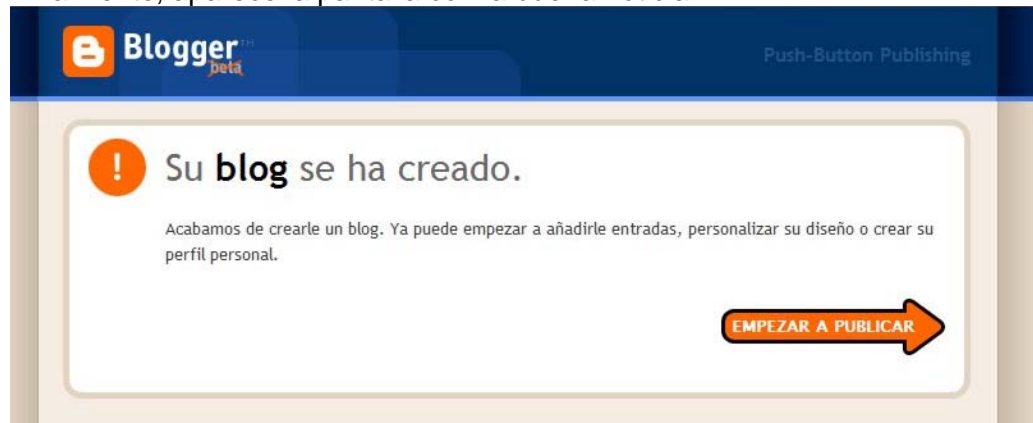 Blogger™
beta
Push-Button Publishing
!
Su blog se ha creado.
Acabamos de crearle un blog. Ya puede empezar a añadirle entradas, personalizar su diseño o crear su
perfil personal.
EMPEZAR A PUBLICAR